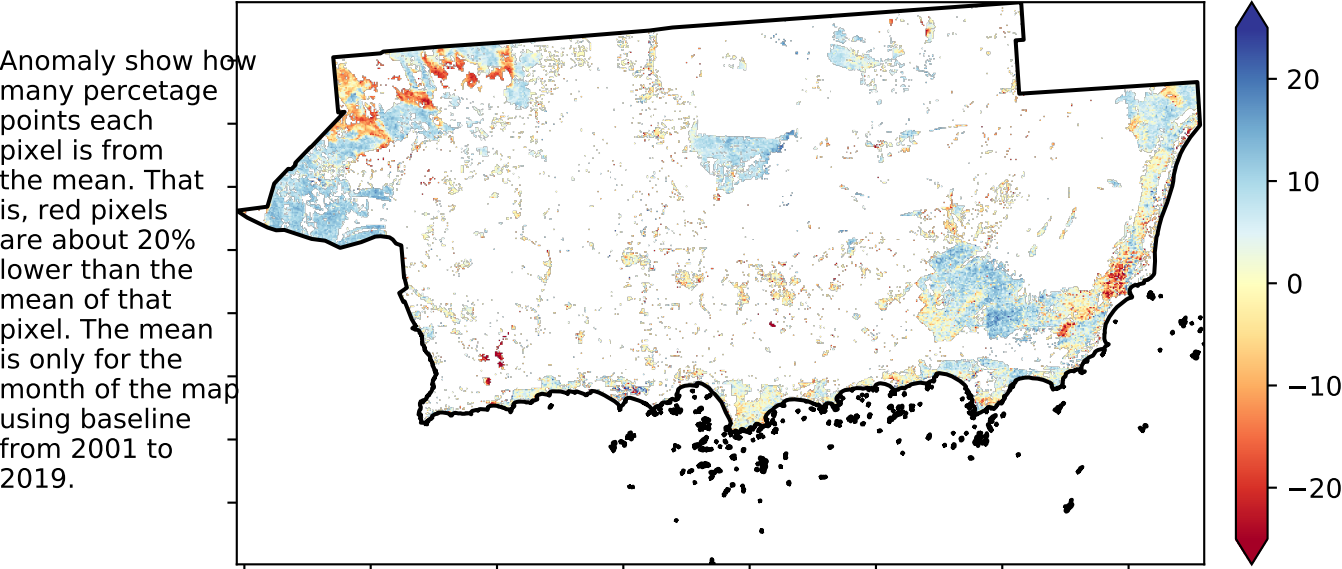 Anomaly show how
many percetage
points each
pixel is from
the mean. That
is, red pixels
are about 20%
lower than the
mean of that
pixel. The mean
is only for the
month of the map
using baseline
from 2001 to
2019.
20
10
0
−10
−20